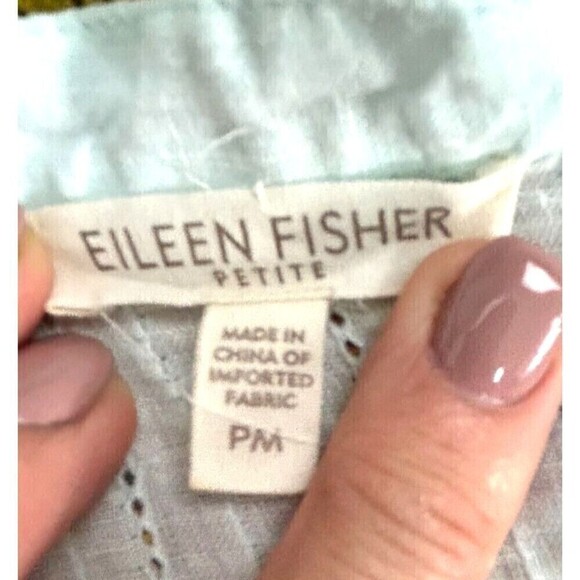 EILEEN FISHER
PETITE
MADE IN
CHINA OF
IMPORTED
FABRIC
PM